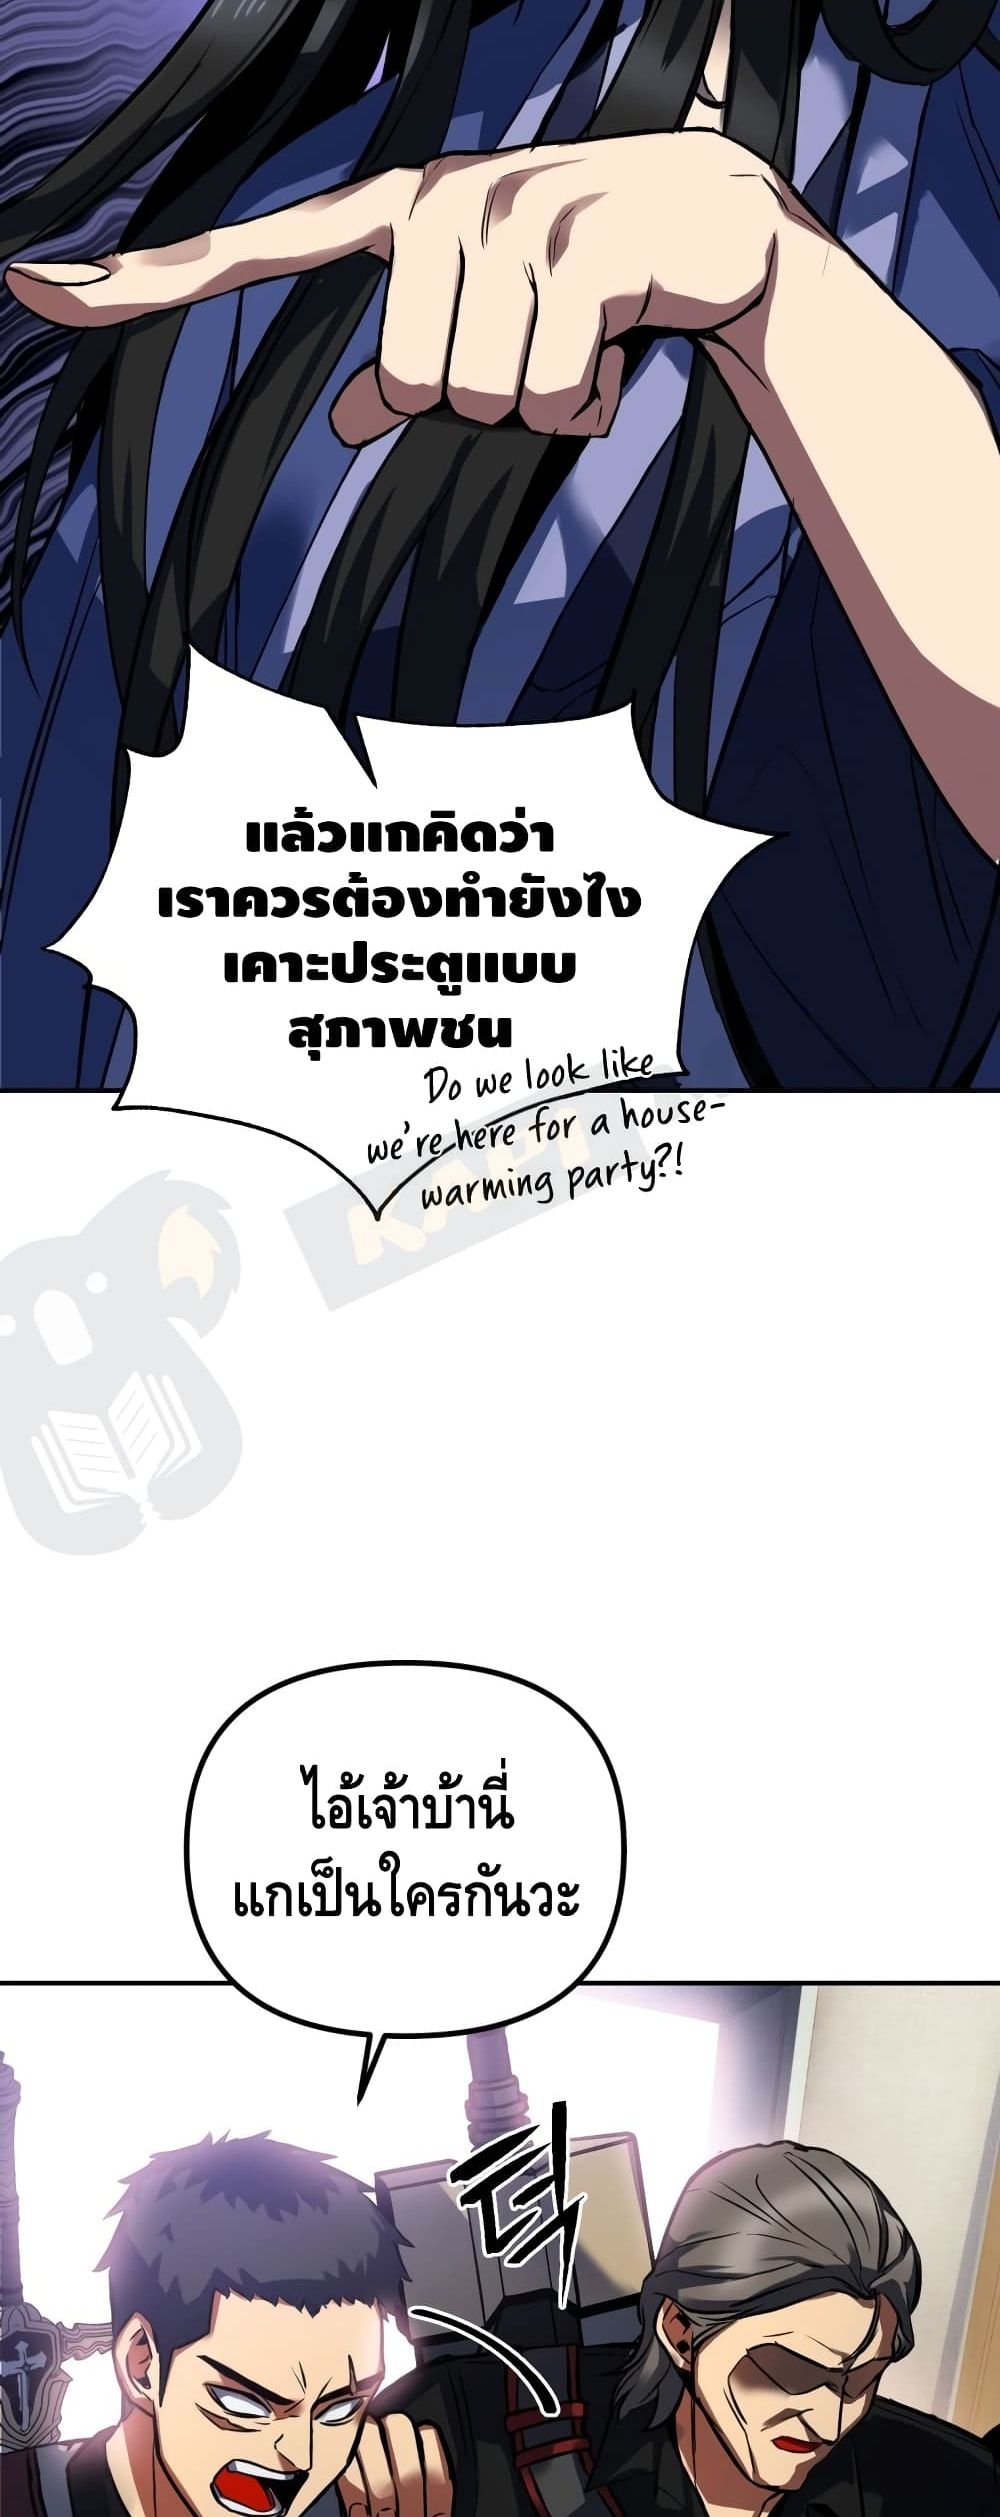 แล้วแกคิดว่า
เราควรต้องทำยังไง
เคาะประตูแบบ
สุภาพชน
Do we look like
we're here for a house-
warming party?!
KAPI
ไอ้เจ้าบ้านี่
แกเป็นใครกันวะ
턱